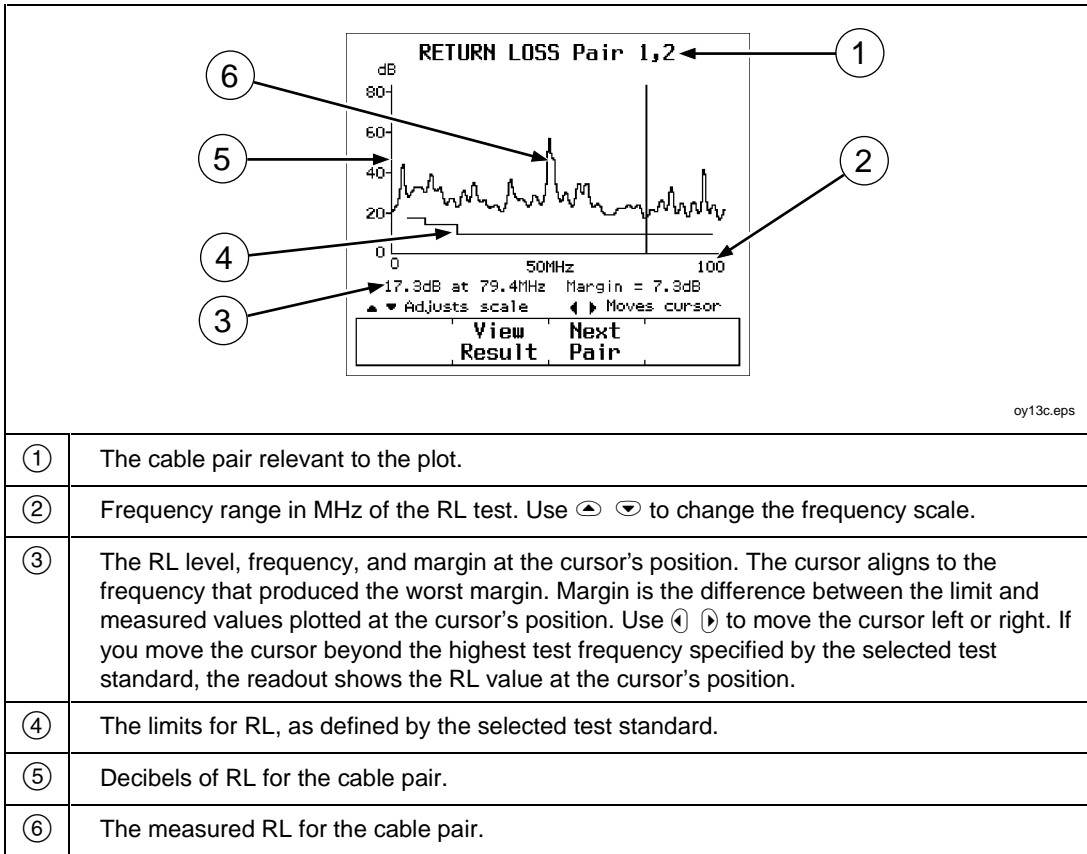 RETURN LOSS Pair 1,2
1
dB
6
80
60
5
40
2
20
4
0
0 50MHz 100
17.3dB at 79.4MHz Margin = 7.3dB
▲ ▼ Adjusts scale ◀ ▶ Moves cursor
3
View Next
Result Pair
oy13c.eps
① The cable pair relevant to the plot.
② Frequency range in MHz of the RL test. Use ▲ ▼ to change the frequency scale.
③ The RL level, frequency, and margin at the cursor's position. The cursor aligns to the
frequency that produced the worst margin. Margin is the difference between the limit and
measured values plotted at the cursor's position. Use ◀ ▶ to move the cursor left or right. If
you move the cursor beyond the highest test frequency specified by the selected test
standard, the readout shows the RL value at the cursor's position.
④ The limits for RL, as defined by the selected test standard.
⑤ Decibels of RL for the cable pair.
⑥ The measured RL for the cable pair.